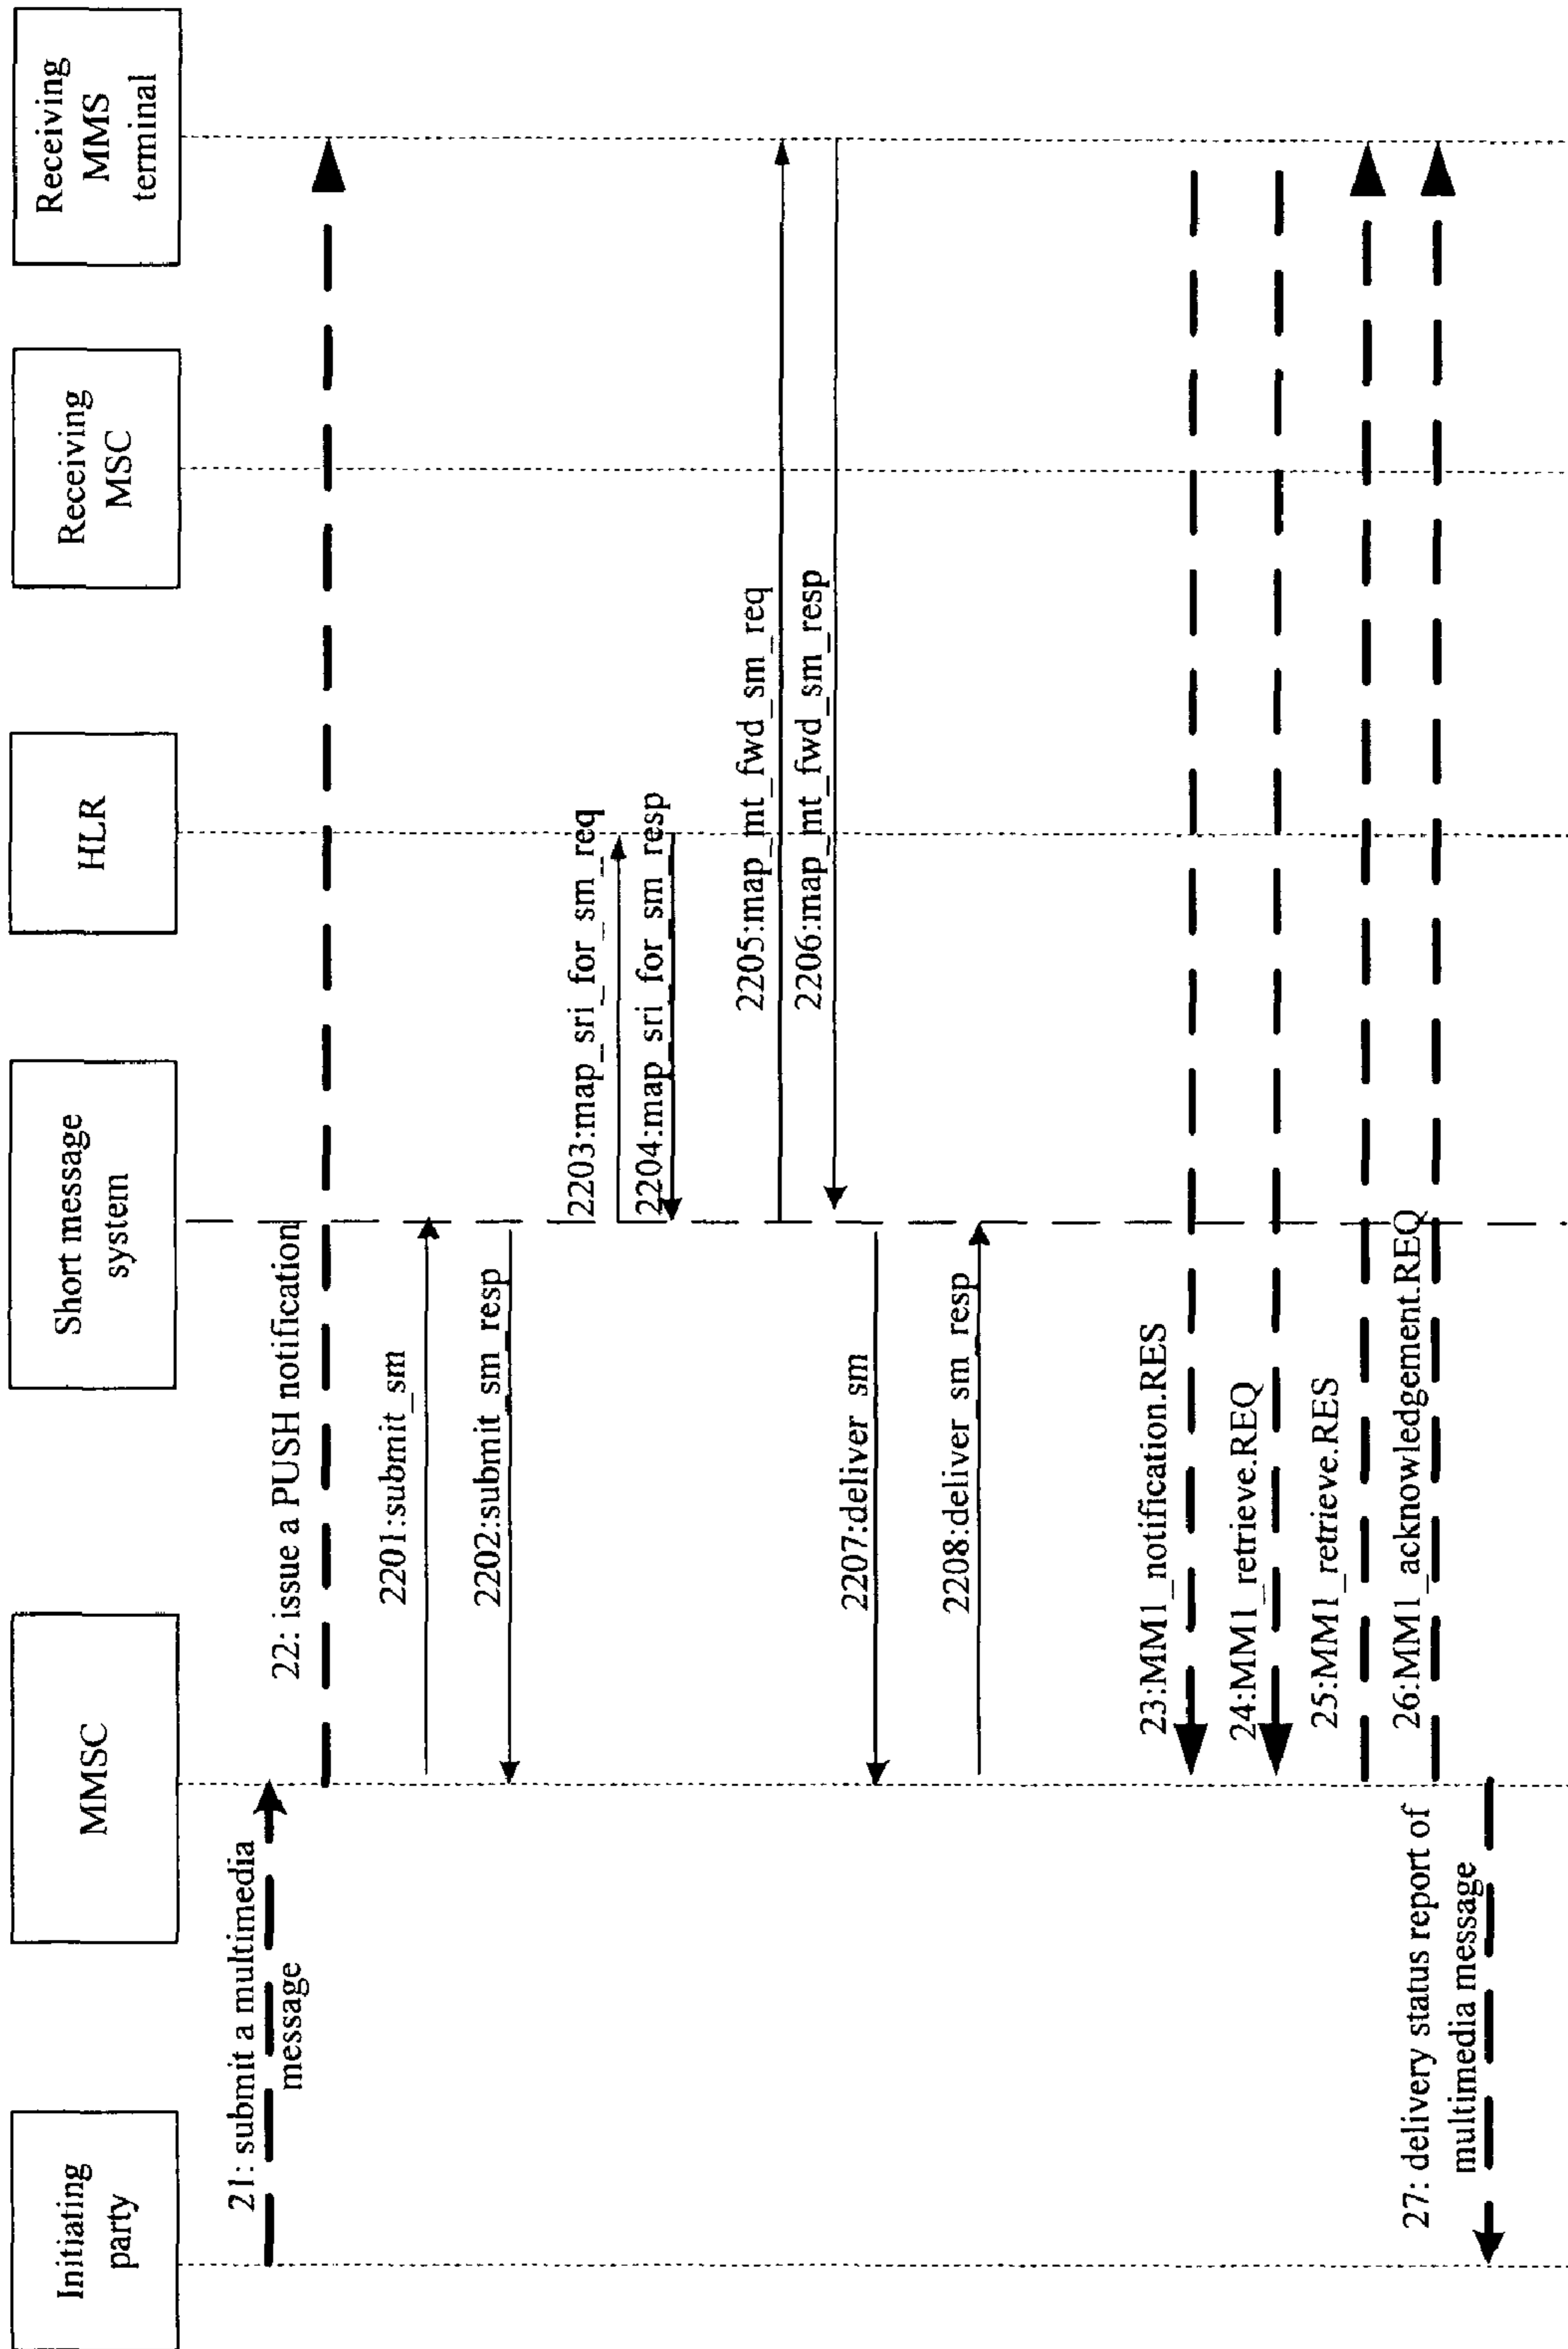 Initiating
party
MMSC
Short message
system
HLR
Receiving
MSC
Receiving
MMS
terminal
21: submit a multimedia
message
22: issue a PUSH notification
2201:submit_sm
2202:submit_sm_resp
2203:map_sri_for_sm_req
2204:map_sri_for_sm_resp
2205:map_mt_fwd_sm_req
2206:map_mt_fwd_sm_resp
2207:deliver_sm
2208:deliver_sm_resp
23:MM1_notification.RES
24:MM1_retrieve.REQ
25:MM1_retrieve.RES
26:MM1_acknowledgement.REQ
27: delivery status report of
multimedia message